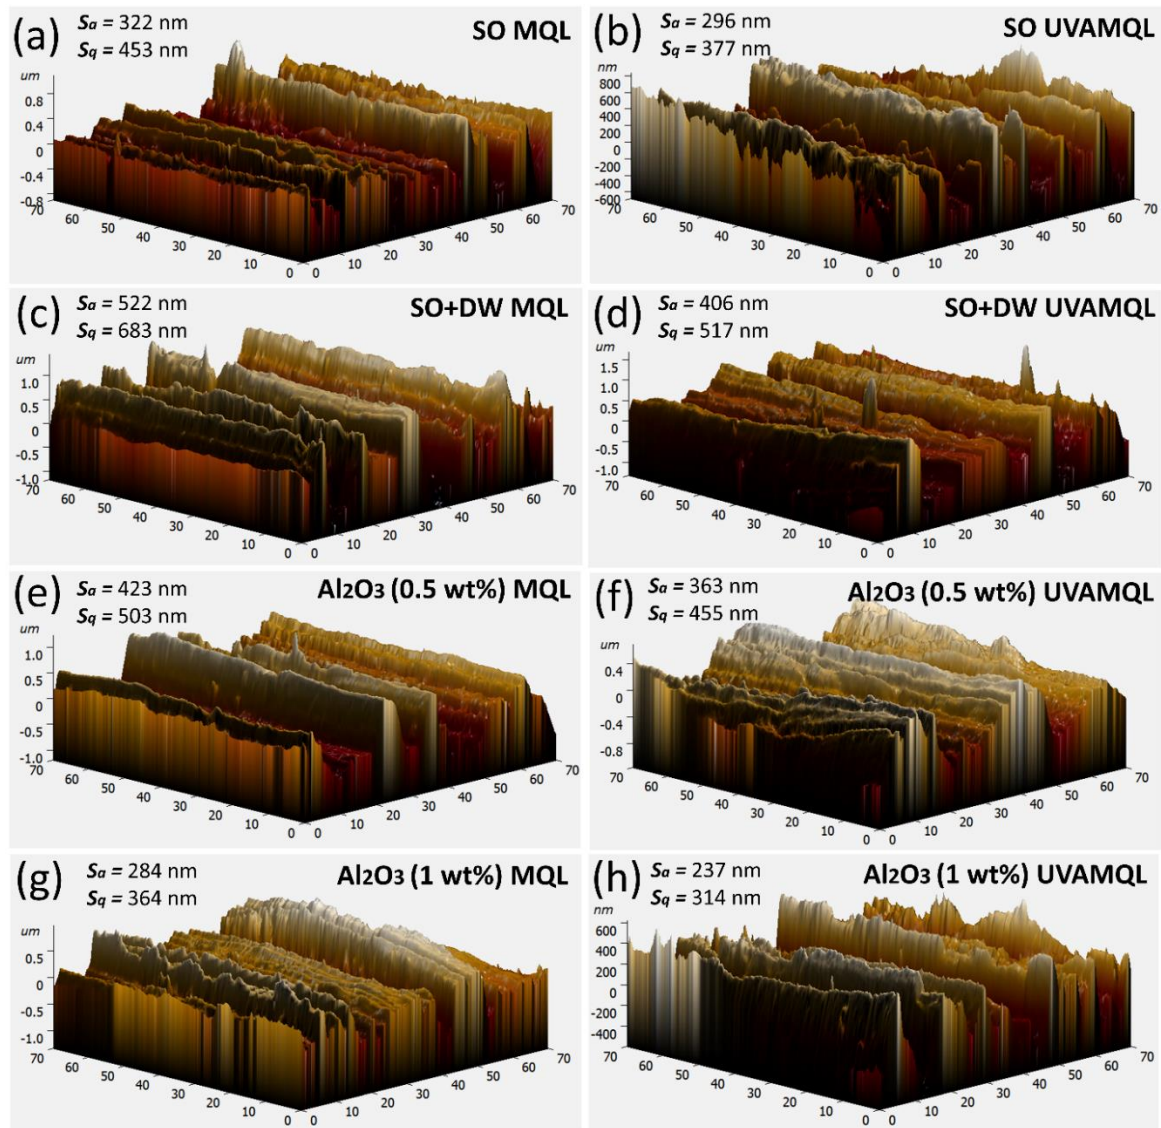 (a) Sa = 322 nm SO MQL
Sq = 453 nm
um
0.8
0.4
0
-0.4
-0.8
70 60 50 40 30 20 10 0
0 10 20 30 40 50 60 70
(b) Sa = 296 nm SO UVAMQL
Sq = 377 nm
nm
800
600
400
200
0
-200
-400
-600
70 60 50 40 30 20 10 0
0 10 20 30 40 50 60 70
(c) Sa = 522 nm SO+DW MQL
Sq = 683 nm
um
1.0
0.5
0
-0.5
-1.0
70 60 50 40 30 20 10 0
0 10 20 30 40 50 60 70
(d) Sa = 406 nm SO+DW UVAMQL
Sq = 517 nm
um
1.5
1.0
0.5
0
-0.5
-1.0
70 60 50 40 30 20 10 0
0 10 20 30 40 50 60 70
(e) Sa = 423 nm Al2O3 (0.5 wt%) MQL
Sq = 503 nm
um
1.0
0.5
0
-0.5
-1.0
70 60 50 40 30 20 10 0
0 10 20 30 40 50 60 70
(f) Sa = 363 nm Al2O3 (0.5 wt%) UVAMQL
Sq = 455 nm
um
0.4
0
-0.4
-0.8
70 60 50 40 30 20 10 0
0 10 20 30 40 50 60 70
(g) Sa = 284 nm Al2O3 (1 wt%) MQL
Sq = 364 nm
um
0.5
0.0
-0.5
-1.0
70 60 50 40 30 20 10 0
0 10 20 30 40 50 60 70
(h) Sa = 237 nm Al2O3 (1 wt%) UVAMQL
Sq = 314 nm
nm
600
400
200
0
-200
-400
70 60 50 40 30 20 10 0
0 10 20 30 40 50 60 70